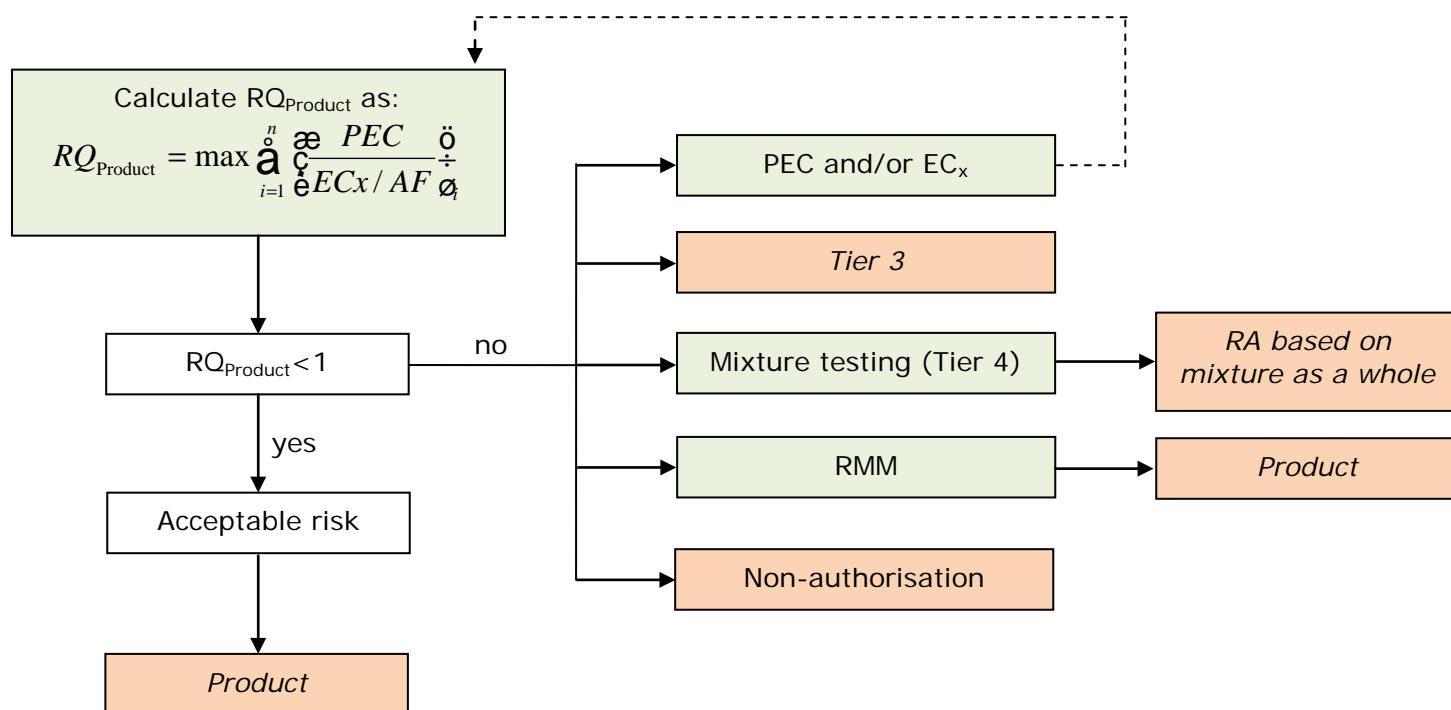 Calculate RQProduct as:
RQProduct = max å n i=1 æ ç è PEC ECx / AF ö ÷ ø i
PEC and/or ECx
Tier 3
RQProduct<1
no
Mixture testing (Tier 4)
RA based on
mixture as a whole
yes
RMM
Product
Acceptable risk
Non-authorisation
Product